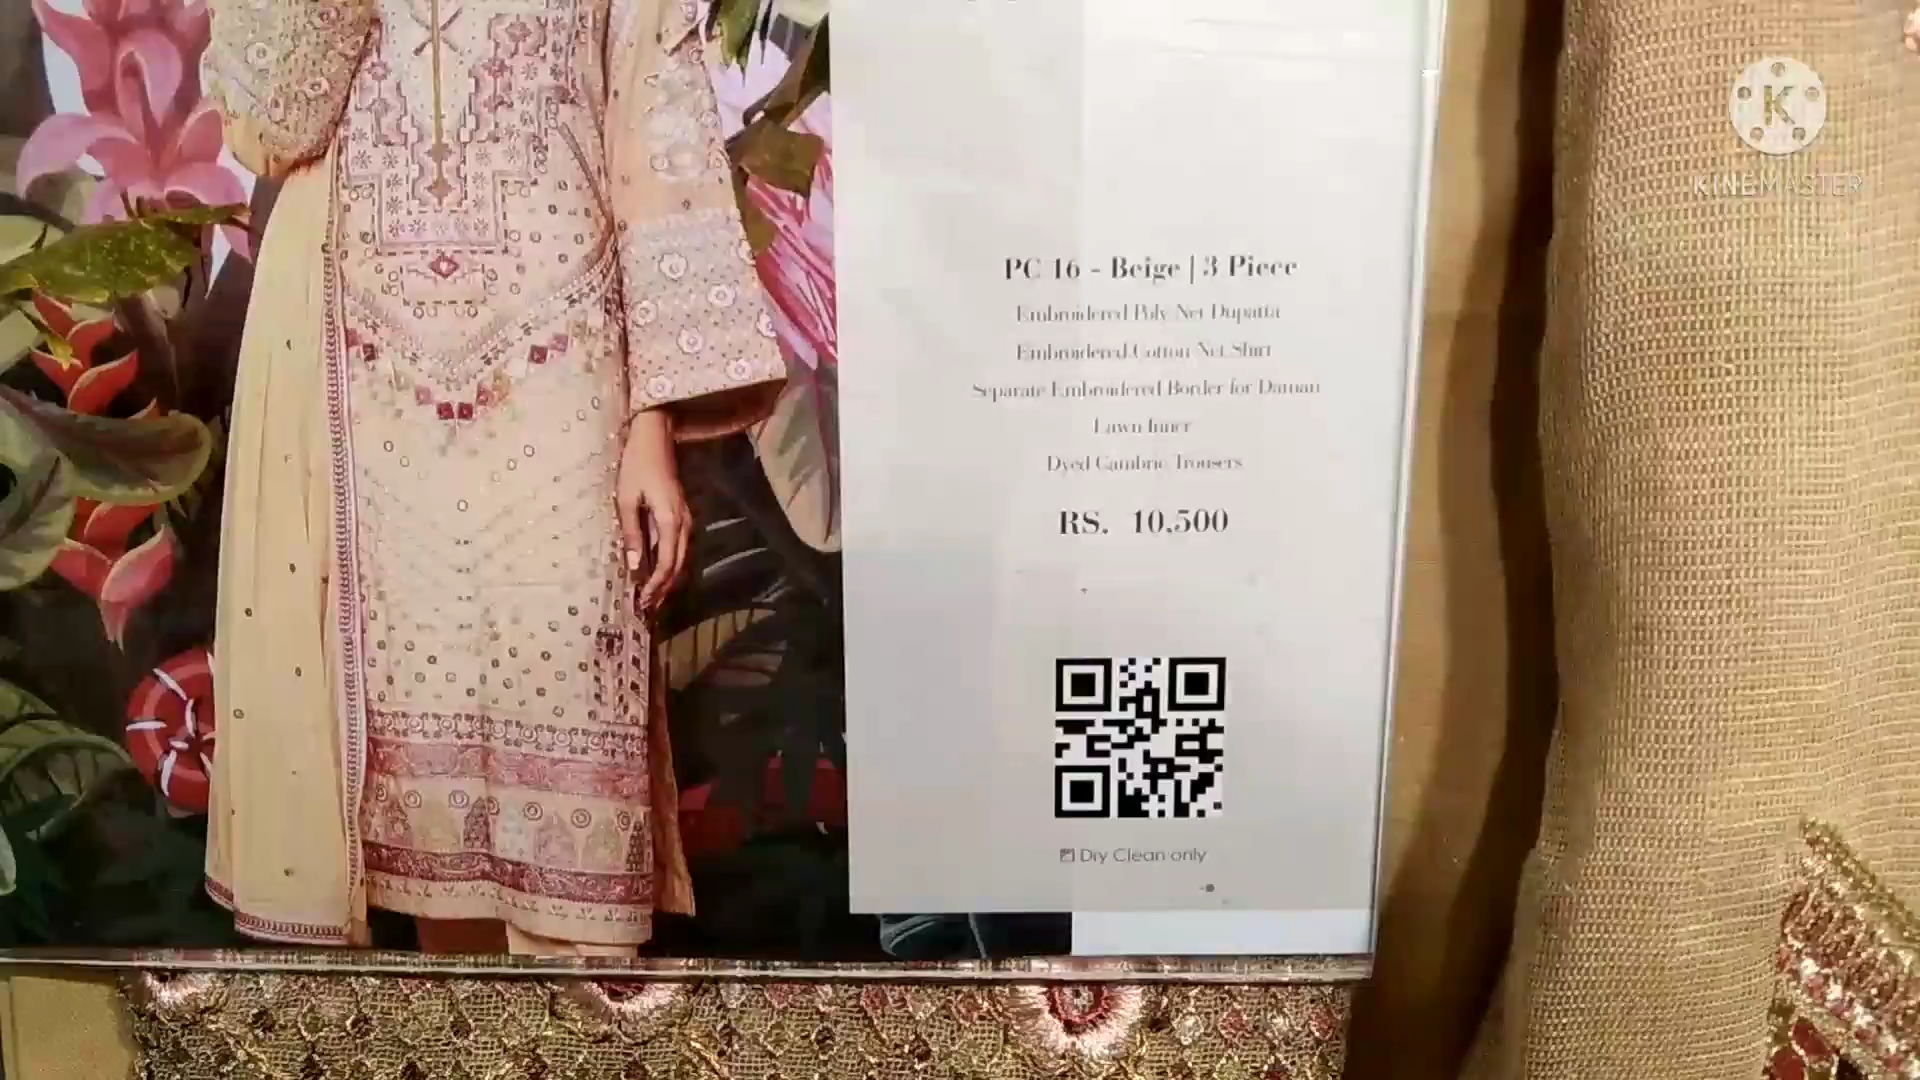 K
KINEMASTER
PC 16 - Beige | 3 Piece
Embroidered Poly Net Dupatta
Embroidered Cotton Net Shirt
Separate Embroidered Border for Daman
Lawn Inner
Dyed Cambric Trousers
RS. 10,500
Dry Clean only